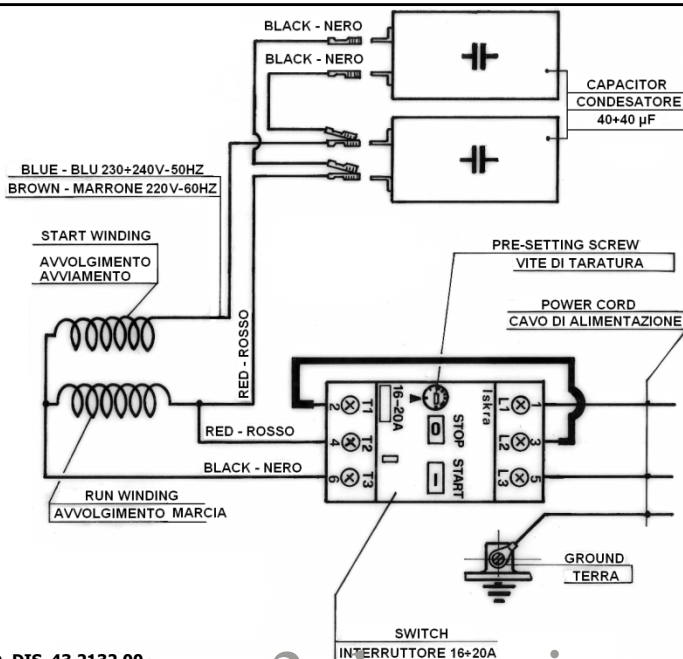 BLACK - NERO
BLACK - NERO
CAPACITOR
CONDESATORE
40+40 µF
BLUE - BLU 230÷240V-50HZ
BROWN - MARRONE 220V-60HZ
START WINDING
AVVOLGIMENTO
AVVIAMENTO
PRE-SETTING SCREW
VITE DI TARATURA
POWER CORD
CAVO DI ALIMENTAZIONE
RED - ROSSO
2 T1
4 T2
6 T3
16-20A
STOP
0
START
I
Iskra
L1 1
L2 3
L3 5
RED - ROSSO
BLACK - NERO
RUN WINDING
AVVOLGIMENTO MARCIA
GROUND
TERRA
SWITCH
INTERRUTTORE 16÷20A
DIS. 43.2132.00